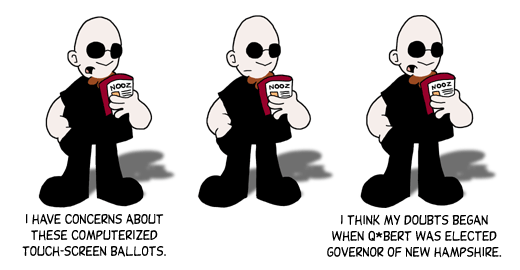 NOOZ
NOOZ
NOOZ
I HAVE CONCERNS ABOUT
THESE COMPUTERIZED
TOUCH-SCREEN BALLOTS.
I THINK MY DOUBTS BEGAN
WHEN Q*BERT WAS ELECTED
GOVERNOR OF NEW HAMPSHIRE.